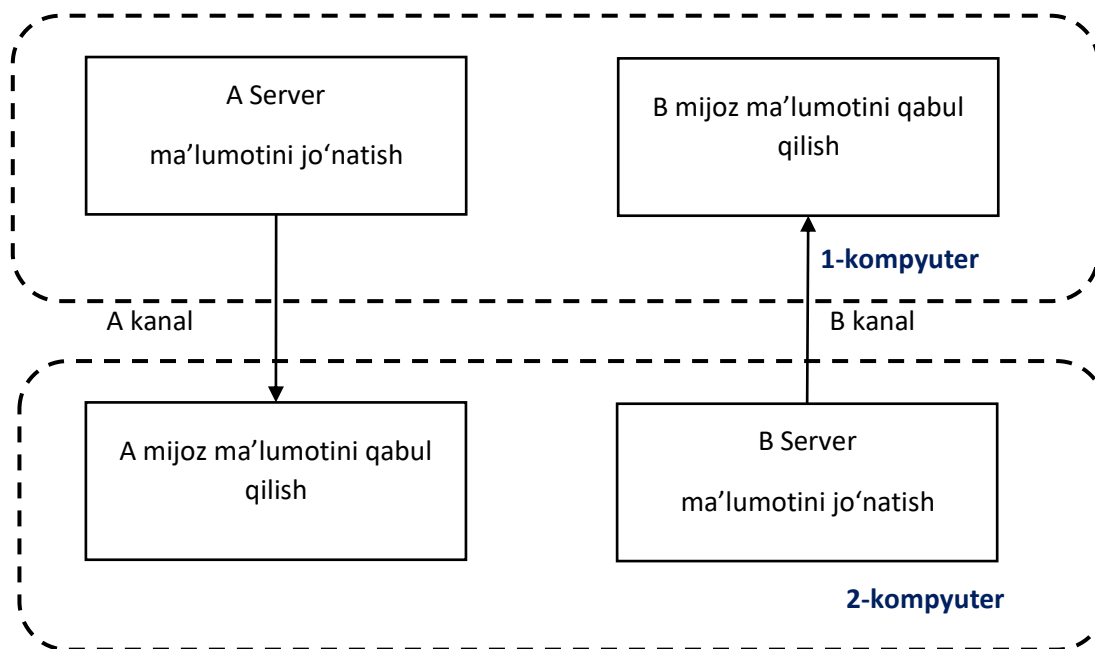 A Server
ma’lumotini jo‘natish
B mijoz ma’lumotini qabul
qilish
1-kompyuter
A kanal
B kanal
A mijoz ma’lumotini qabul
qilish
B Server
ma’lumotini jo‘natish
2-kompyuter